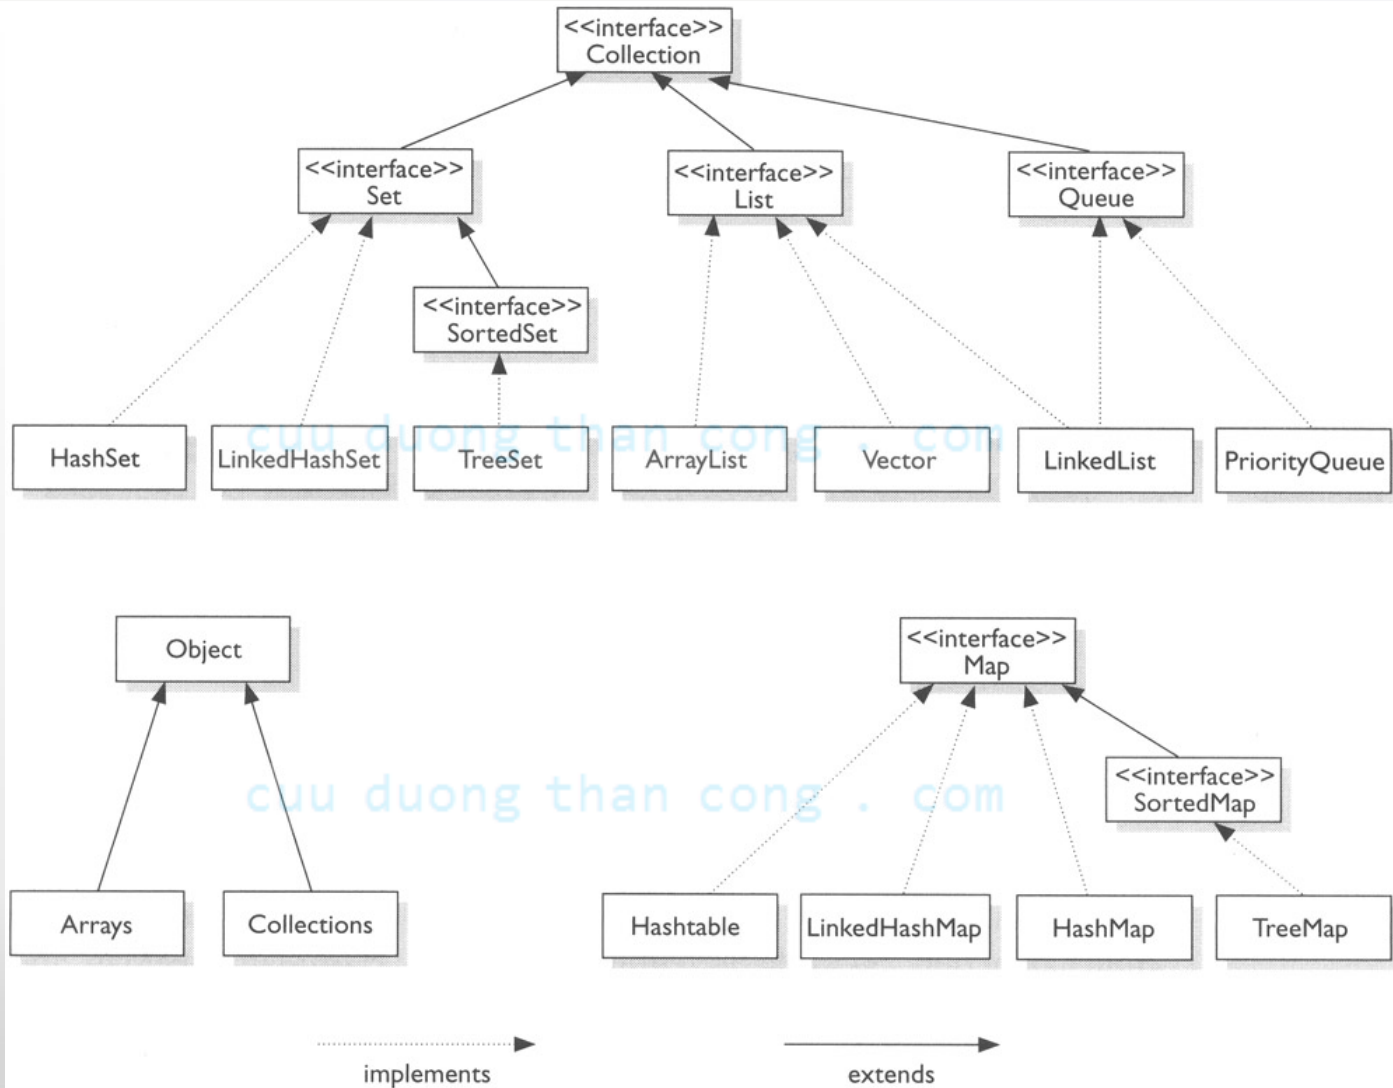 <<interface>>
Collection
<<interface>>
Set
<<interface>>
List
<<interface>>
Queue
<<interface>>
SortedSet
cuu duong than cong . com
HashSet
LinkedHashSet
TreeSet
ArrayList
Vector
LinkedList
PriorityQueue
Object
<<interface>>
Map
<<interface>>
SortedMap
cuu duong than cong . com
Arrays
Collections
Hashtable
LinkedHashMap
HashMap
TreeMap
implements
extends